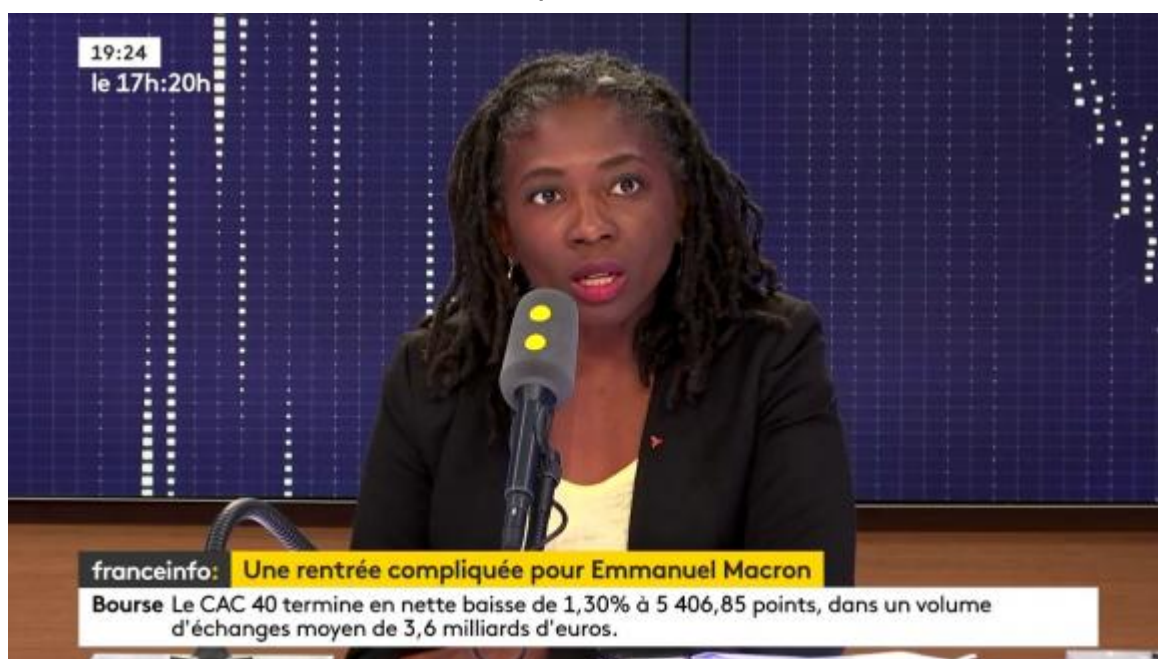 19:24
le 17h:20h
franceinfo: Une rentrée compliquée pour Emmanuel Macron
Bourse Le CAC 40 termine en nette baisse de 1,30% à 5 406,85 points, dans un volume
d'échanges moyen de 3,6 milliards d'euros.